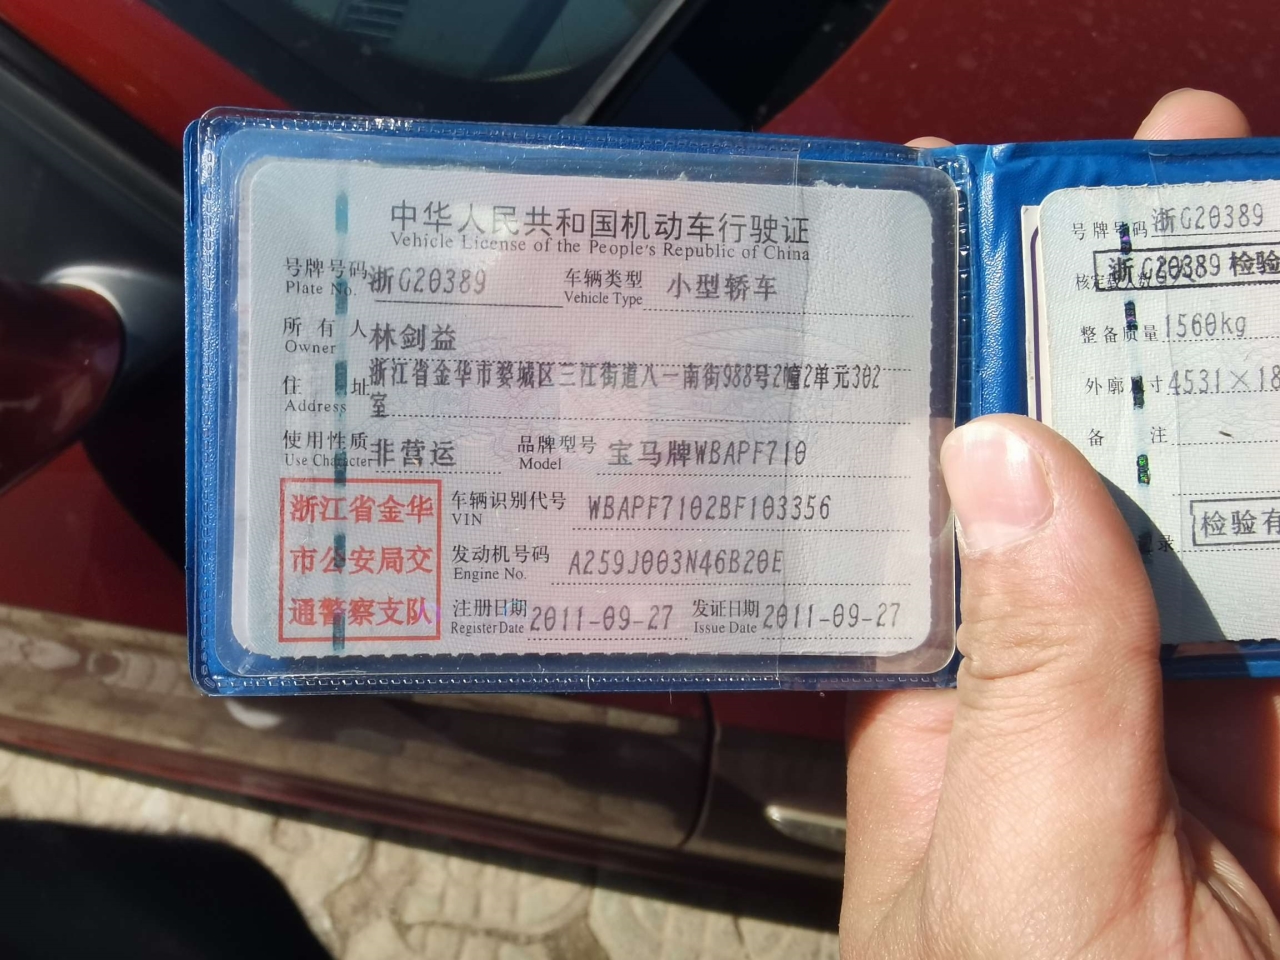 中华人民共和国机动车行驶证
Vehicle License of the People's Republic of China
号牌号码 浙G20389 车辆类型 小型轿车
Plate No. Vehicle Type
所有人 林剑益
Owner
住址 浙江省金华市婺城区三江街道八一南街988号2幢2单元302
Address 室
使用性质 非营运 品牌型号 宝马牌WBAPF710
Use Character Model
浙江省金华
市公安局交
通警察支队
车辆识别代号 WBAPF7102BF103356
VIN
发动机号码 A259J003N46B20E
Engine No.
注册日期 2011-09-27 发证日期 2011-09-27
Register Date Issue Date
号牌号码 浙G20389
浙G20389 检验
整备质量 1560kg
外廓尺寸 4531×18
备注
检验有